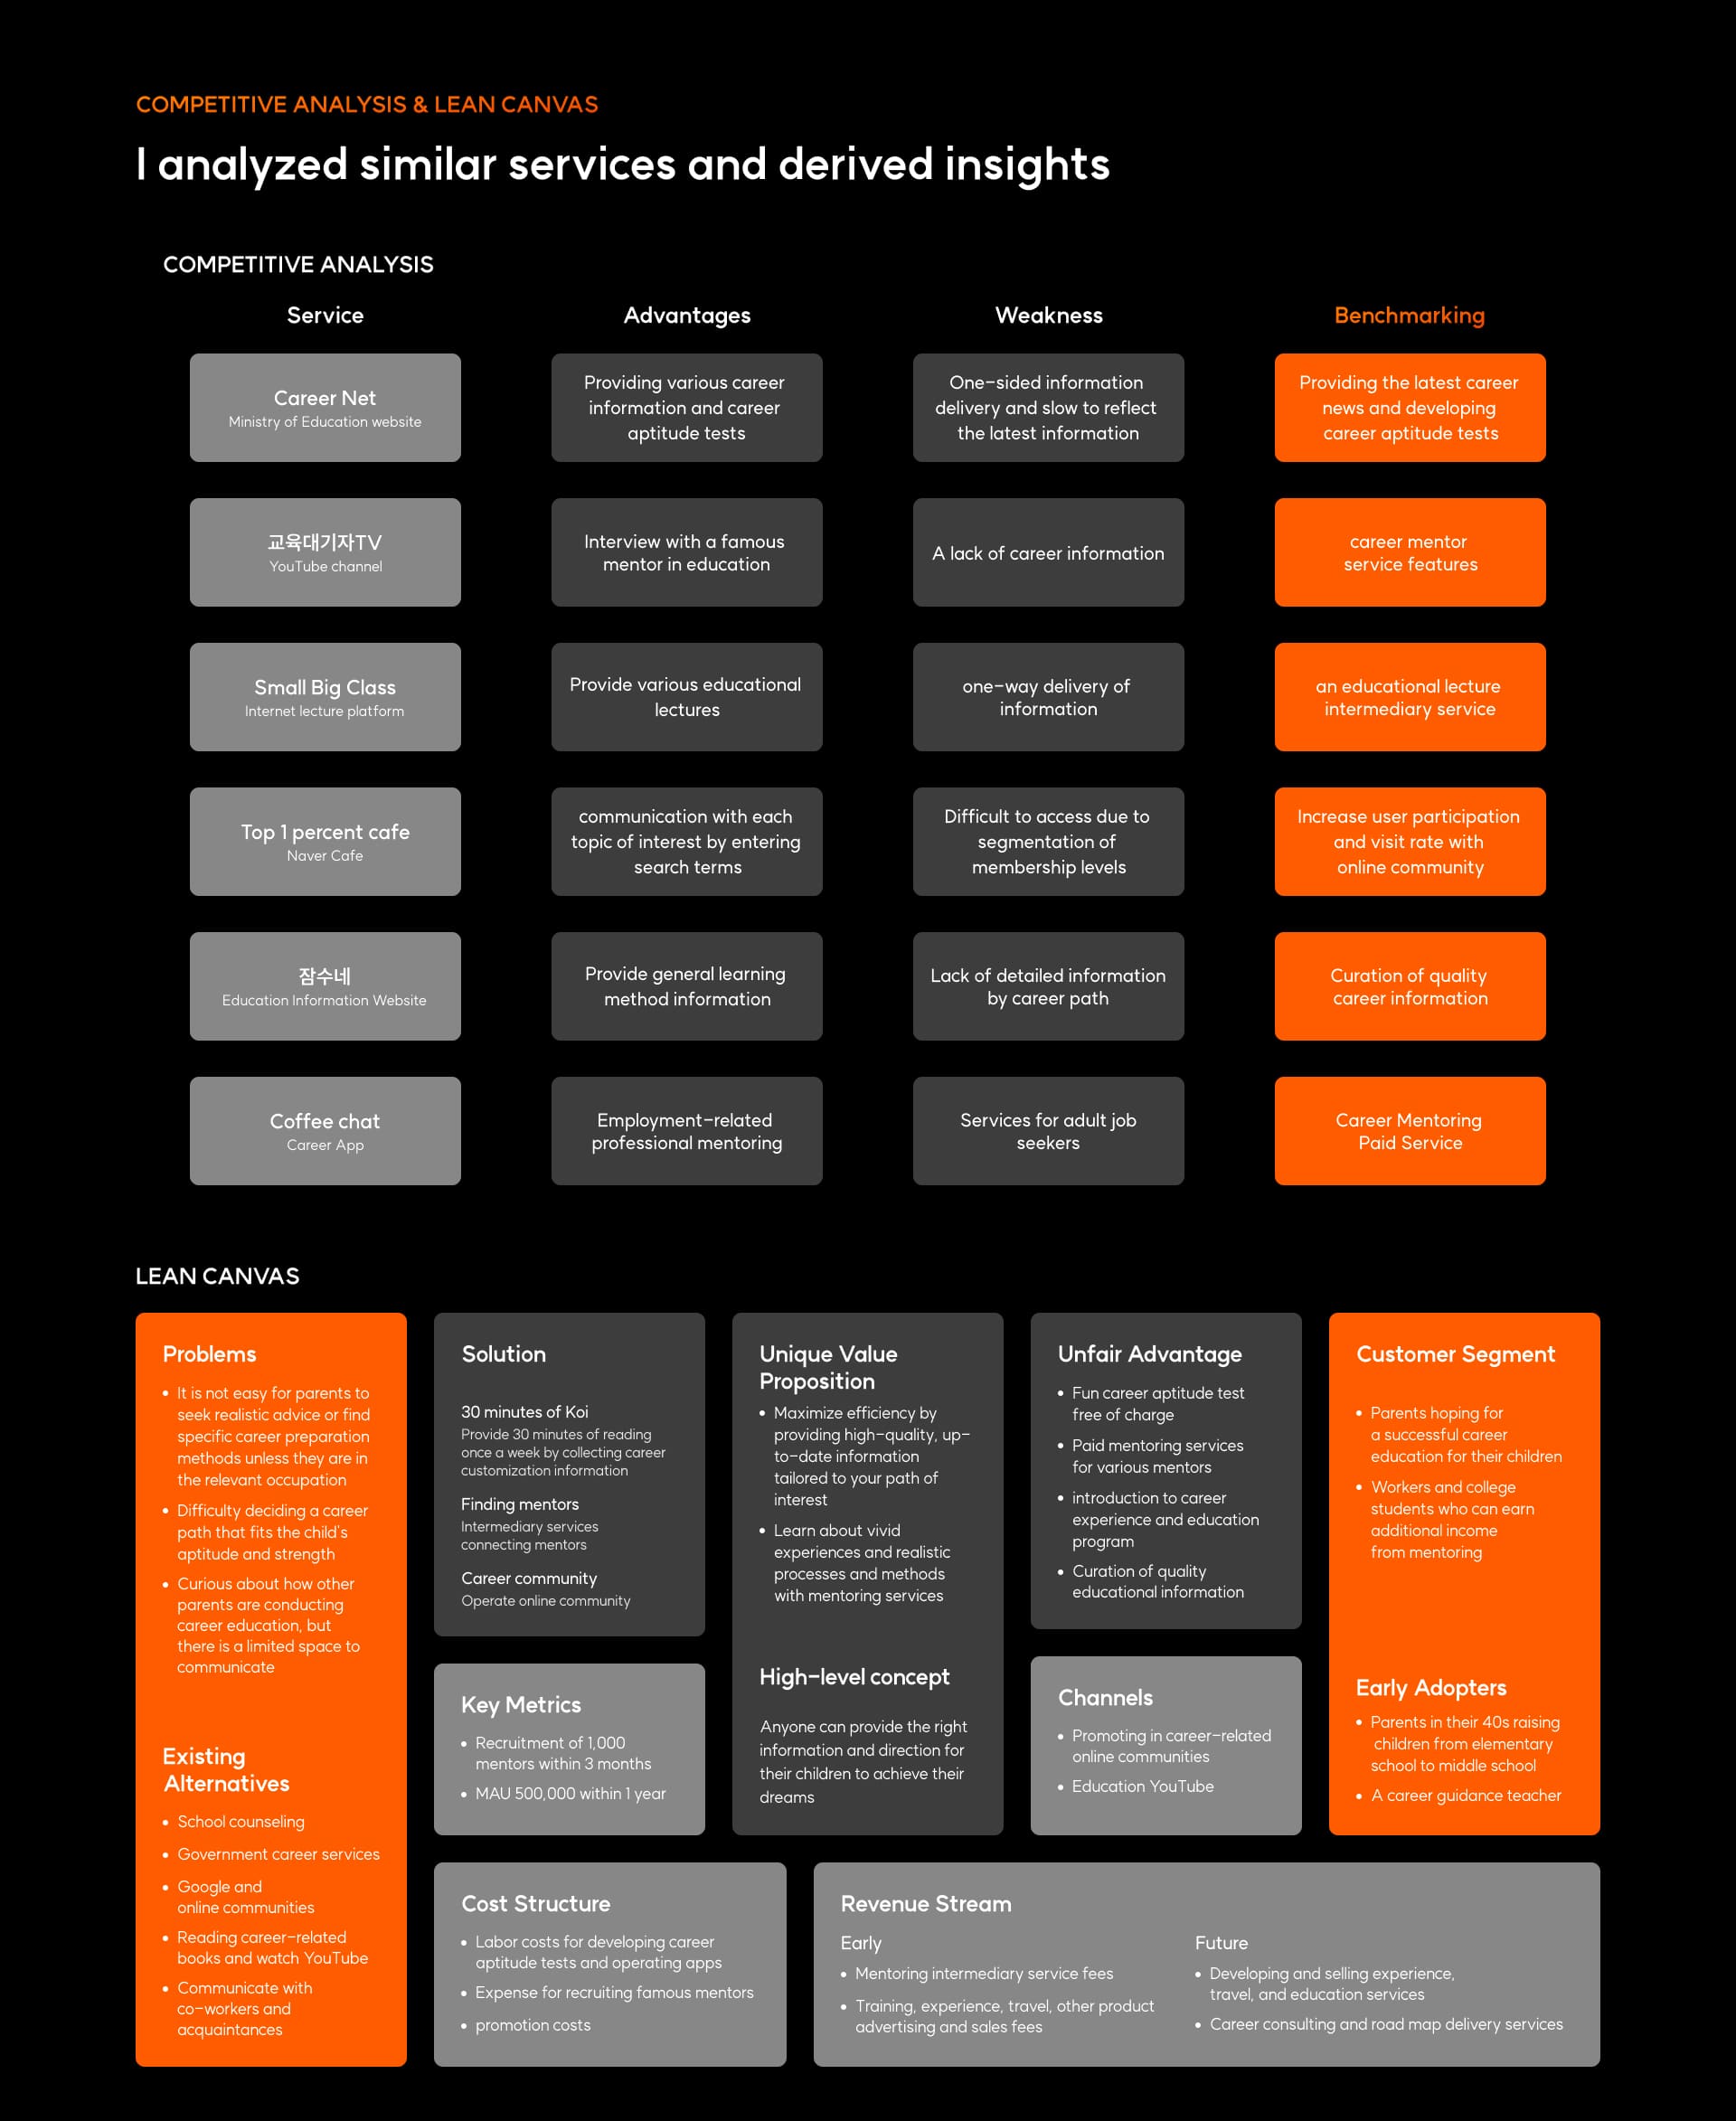 COMPETITIVE ANALYSIS & LEAN CANVAS
I analyzed similar services and derived insights
COMPETITIVE ANALYSIS
Service
Advantages
Weakness
Benchmarking
Career Net
Ministry of Education website
Providing various career
information and career
aptitude tests
One-sided information
delivery and slow to reflect
the latest information
Providing the latest career
news and developing
career aptitude tests
교육대기자TV
YouTube channel
Interview with a famous
mentor in education
A lack of career information
career mentor
service features
Small Big Class
Internet lecture platform
Provide various educational
lectures
one-way delivery of
information
an educational lecture
intermediary service
Top 1 percent cafe
Naver Cafe
communication with each
topic of interest by entering
search terms
Difficult to access due to
segmentation of
membership levels
Increase user participation
and visit rate with
online community
잠수네
Education Information Website
Provide general learning
method information
Lack of detailed information
by career path
Curation of quality
career information
Coffee chat
Career App
Employment-related
professional mentoring
Services for adult job
seekers
Career Mentoring
Paid Service
LEAN CANVAS
Problems
• It is not easy for parents to
seek realistic advice or find
specific career preparation
methods unless they are in
the relevant occupation
• Difficulty deciding a career
path that fits the child's
aptitude and strength
• Curious about how other
parents are conducting
career education, but
there is a limited space to
communicate
Existing
Alternatives
• School counseling
• Government career services
• Google and
online communities
• Reading career-related
books and watch YouTube
• Communicate with
co-workers and
acquaintances
Solution
30 minutes of Koi
Provide 30 minutes of reading
once a week by collecting career
customization information
Finding mentors
Intermediary services
connecting mentors
Career community
Operate online community
Key Metrics
• Recruitment of 1,000
mentors within 3 months
• MAU 500,000 within 1 year
Unique Value
Proposition
• Maximize efficiency by
providing high-quality, up-
to-date information
tailored to your path of
interest
• Learn about vivid
experiences and realistic
processes and methods
with mentoring services
High-level concept
Anyone can provide the right
information and direction for
their children to achieve their
dreams
Unfair Advantage
• Fun career aptitude test
free of charge
• Paid mentoring services
for various mentors
• introduction to career
experience and education
program
• Curation of quality
educational information
Channels
• Promoting in career-related
online communities
• Education YouTube
Customer Segment
• Parents hoping for
a successful career
education for their children
• Workers and college
students who can earn
additional income
from mentoring
Early Adopters
• Parents in their 40s raising
children from elementary
school to middle school
• A career guidance teacher
Cost Structure
• Labor costs for developing career
aptitude tests and operating apps
• Expense for recruiting famous mentors
• promotion costs
Revenue Stream
Early
• Mentoring intermediary service fees
• Training, experience, travel, other product
advertising and sales fees
Future
• Developing and selling experience,
travel, and education services
• Career consulting and road map delivery services